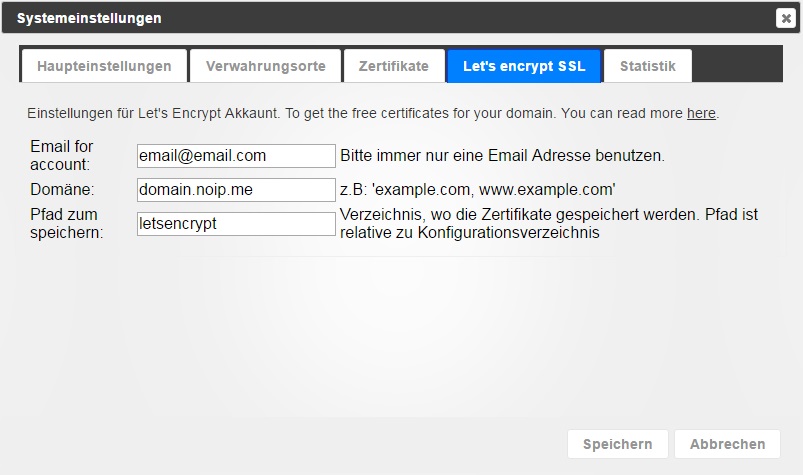 Systemeinstellungen
Haupteinstellungen Verwahrungsorte Zertifikate Let's encrypt SSL Statistik
Einstellungen für Let's Encrypt Akkaunt. To get the free certificates for your domain. You can read more here.
Email for
account:
email@email.com
Bitte immer nur eine Email Adresse benutzen.
Domäne:
domain.noip.me
z.B: 'example.com, www.example.com'
Pfad zum
speichern:
letsencrypt
Verzeichnis, wo die Zertifikate gespeichert werden. Pfad ist
relative zu Konfigurationsverzeichnis
Speichern Abbrechen